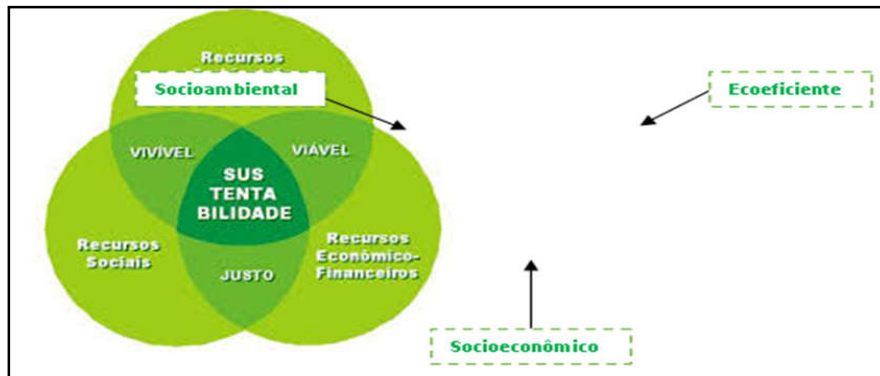 Recursos
Socioambiental
Ecoeficiente
VIVÍVEL
VIÁVEL
SUS
TENTA
BILIDADE
Recursos
Sociais
Recursos
Econômico-
Financeiros
JUSTO
Socioeconômico